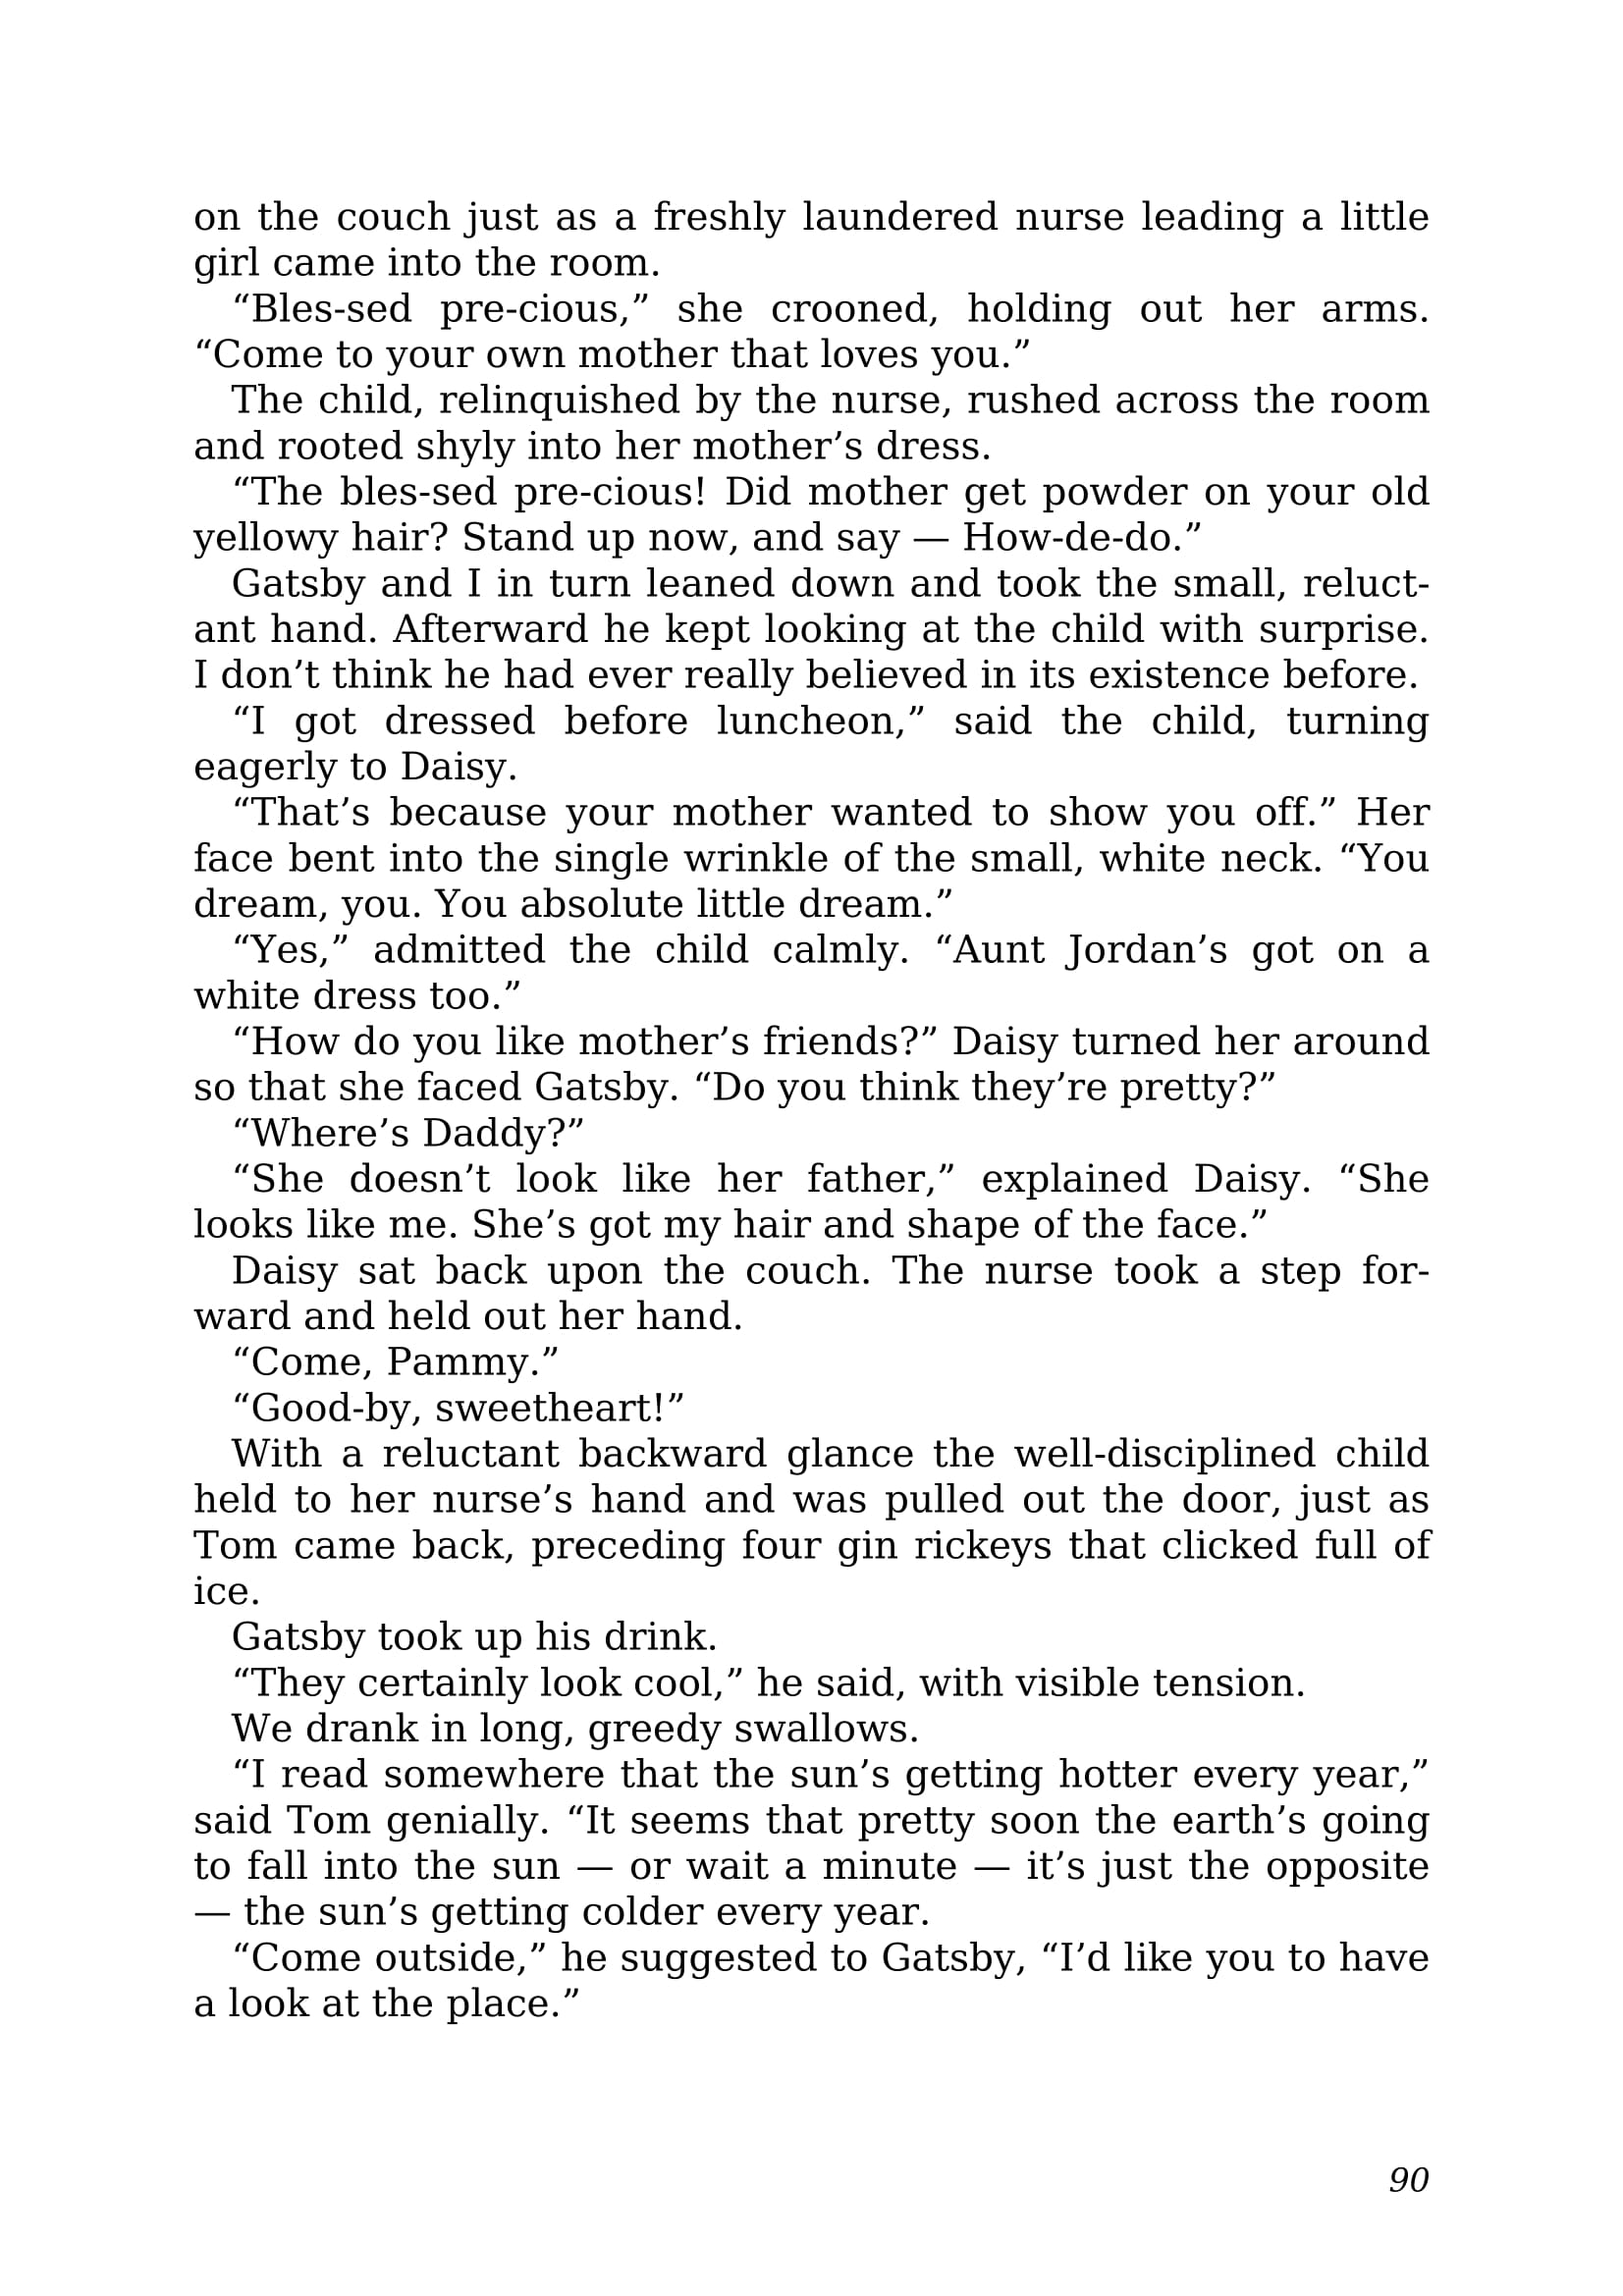 on the couch just as a freshly laundered nurse leading a little
girl came into the room.
“Bles-sed pre-cious,” she crooned, holding out her arms.
“Come to your own mother that loves you.”
The child, relinquished by the nurse, rushed across the room
and rooted shyly into her mother’s dress.
“The bles-sed pre-cious! Did mother get powder on your old
yellowy hair? Stand up now, and say — How-de-do.”
Gatsby and I in turn leaned down and took the small, reluct-
ant hand. Afterward he kept looking at the child with surprise.
I don’t think he had ever really believed in its existence before.
“I got dressed before luncheon,” said the child, turning
eagerly to Daisy.
“That’s because your mother wanted to show you off.” Her
face bent into the single wrinkle of the small, white neck. “You
dream, you. You absolute little dream.”
“Yes,” admitted the child calmly. “Aunt Jordan’s got on a
white dress too.”
“How do you like mother’s friends?” Daisy turned her around
so that she faced Gatsby. “Do you think they’re pretty?”
“Where’s Daddy?”
“She doesn’t look like her father,” explained Daisy. “She
looks like me. She’s got my hair and shape of the face.”
Daisy sat back upon the couch. The nurse took a step for-
ward and held out her hand.
“Come, Pammy.”
“Good-by, sweetheart!”
With a reluctant backward glance the well-disciplined child
held to her nurse’s hand and was pulled out the door, just as
Tom came back, preceding four gin rickeys that clicked full of
ice.
Gatsby took up his drink.
“They certainly look cool,” he said, with visible tension.
We drank in long, greedy swallows.
“I read somewhere that the sun’s getting hotter every year,”
said Tom genially. “It seems that pretty soon the earth’s going
to fall into the sun — or wait a minute — it’s just the opposite
— the sun’s getting colder every year.
“Come outside,” he suggested to Gatsby, “I’d like you to have
a look at the place.”
90